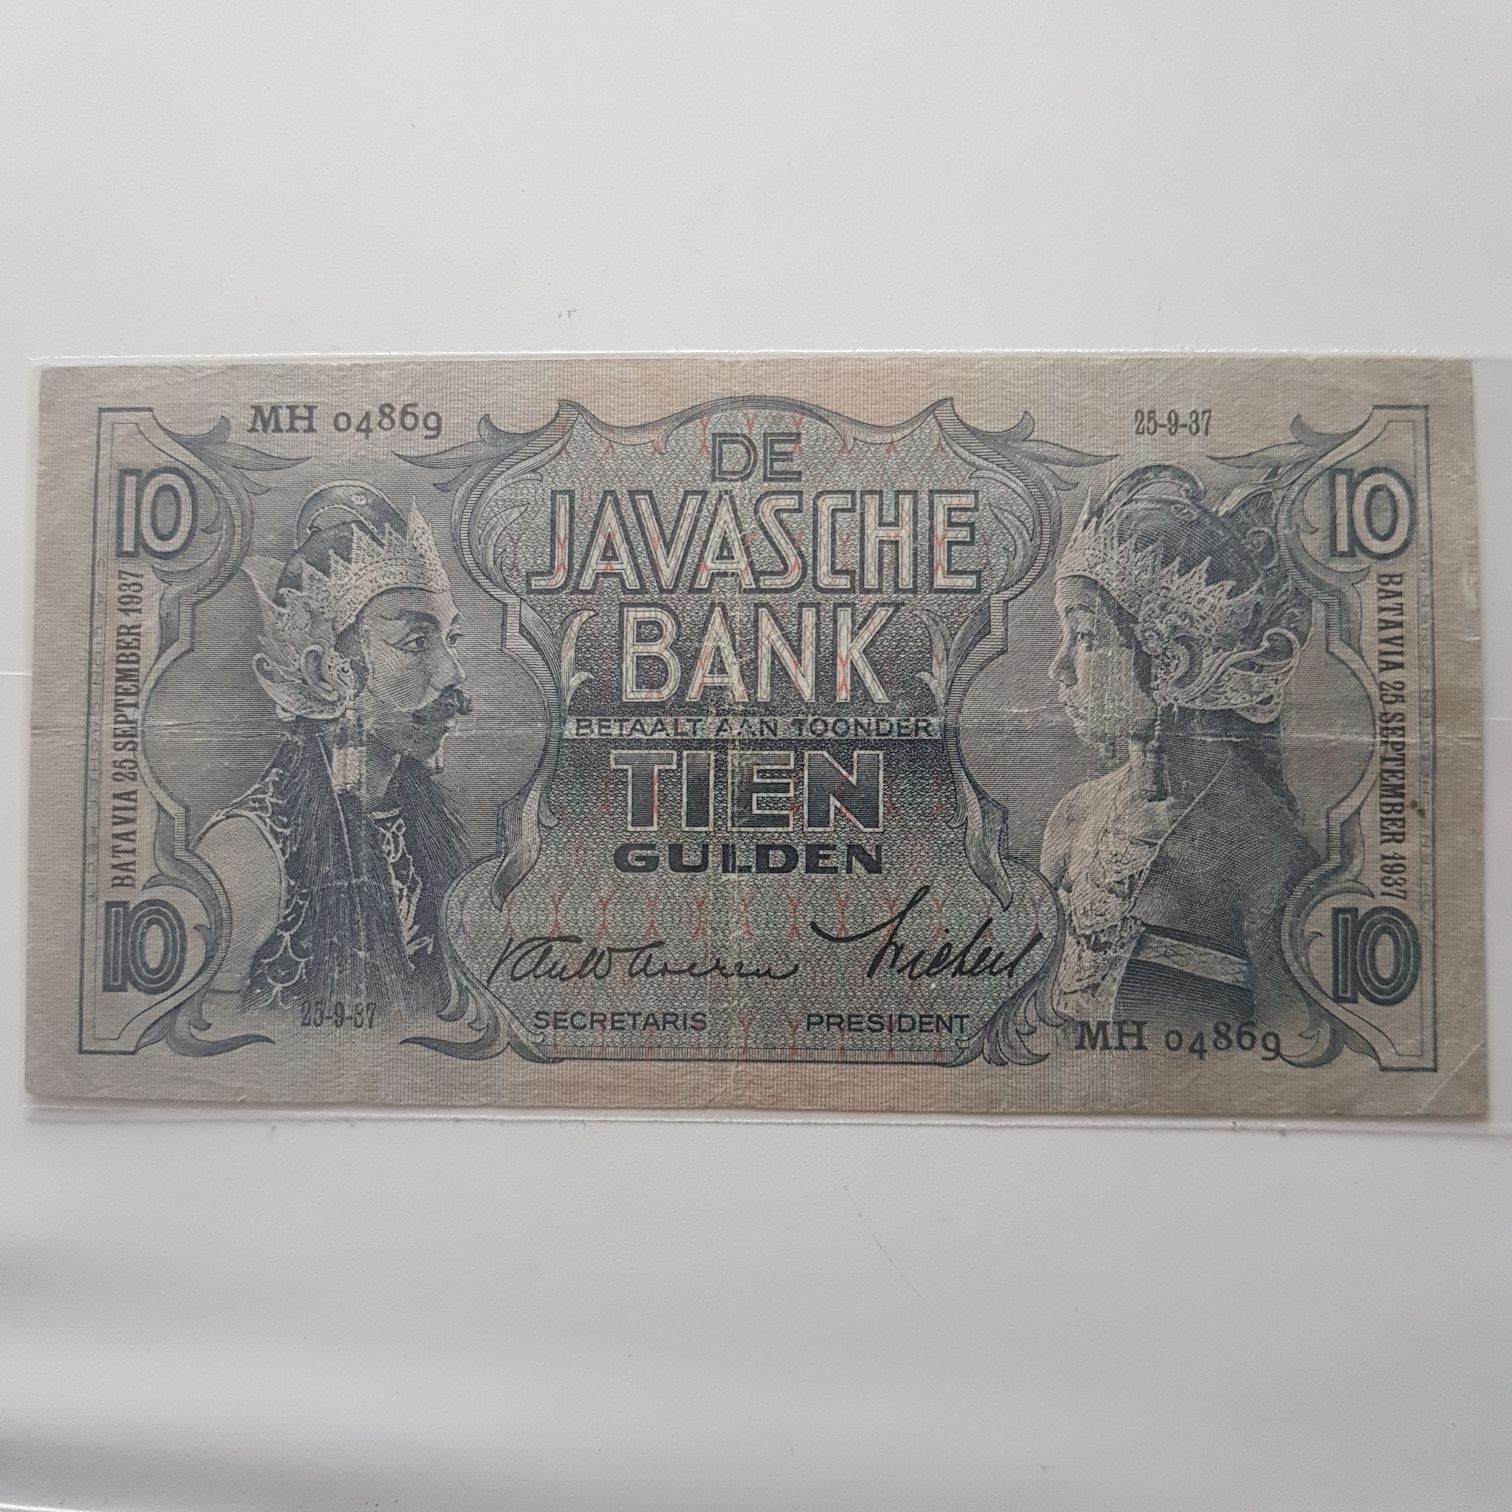 MH 04869
25-9-37
10
10
DE
JAVASCHE
BANK
BETAALT AAN TOONDER
TIEN
GULDEN
BATAVIA 25 SEPTEMBER 1937
BATAVIA 25 SEPTEMBER 1937
10
10
25-9-37
SECRETARIS
PRESIDENT
MH 04869